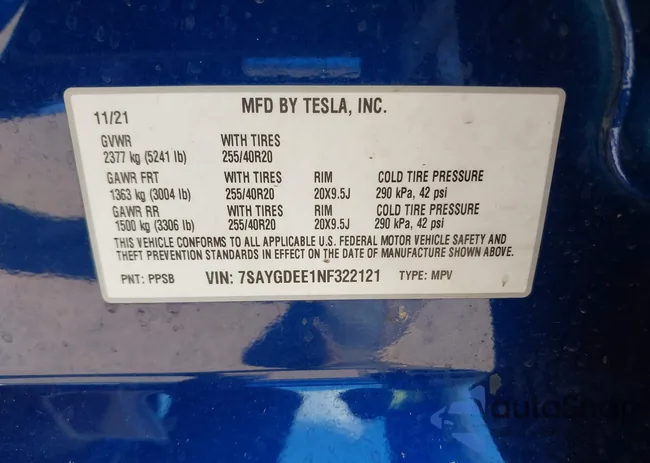 MFD BY TESLA, INC.
11/21
GVWR WITH TIRES
2377 kg (5241 lb) 255/40R20
GAWR FRT WITH TIRES RIM COLD TIRE PRESSURE
1363 kg (3004 lb) 255/40R20 20X9.5J 290 kPa, 42 psi
GAWR RR WITH TIRES RIM COLD TIRE PRESSURE
1500 kg (3306 lb) 255/40R20 20X9.5J 290 kPa, 42 psi
THIS VEHICLE CONFORMS TO ALL APPLICABLE U.S. FEDERAL MOTOR VEHICLE SAFETY AND
THEFT PREVENTION STANDARDS IN EFFECT ON THE DATE OF MANUFACTURE SHOWN ABOVE.
PNT: PPSB VIN: 7SAYGDEE1NF322121 TYPE: MPV